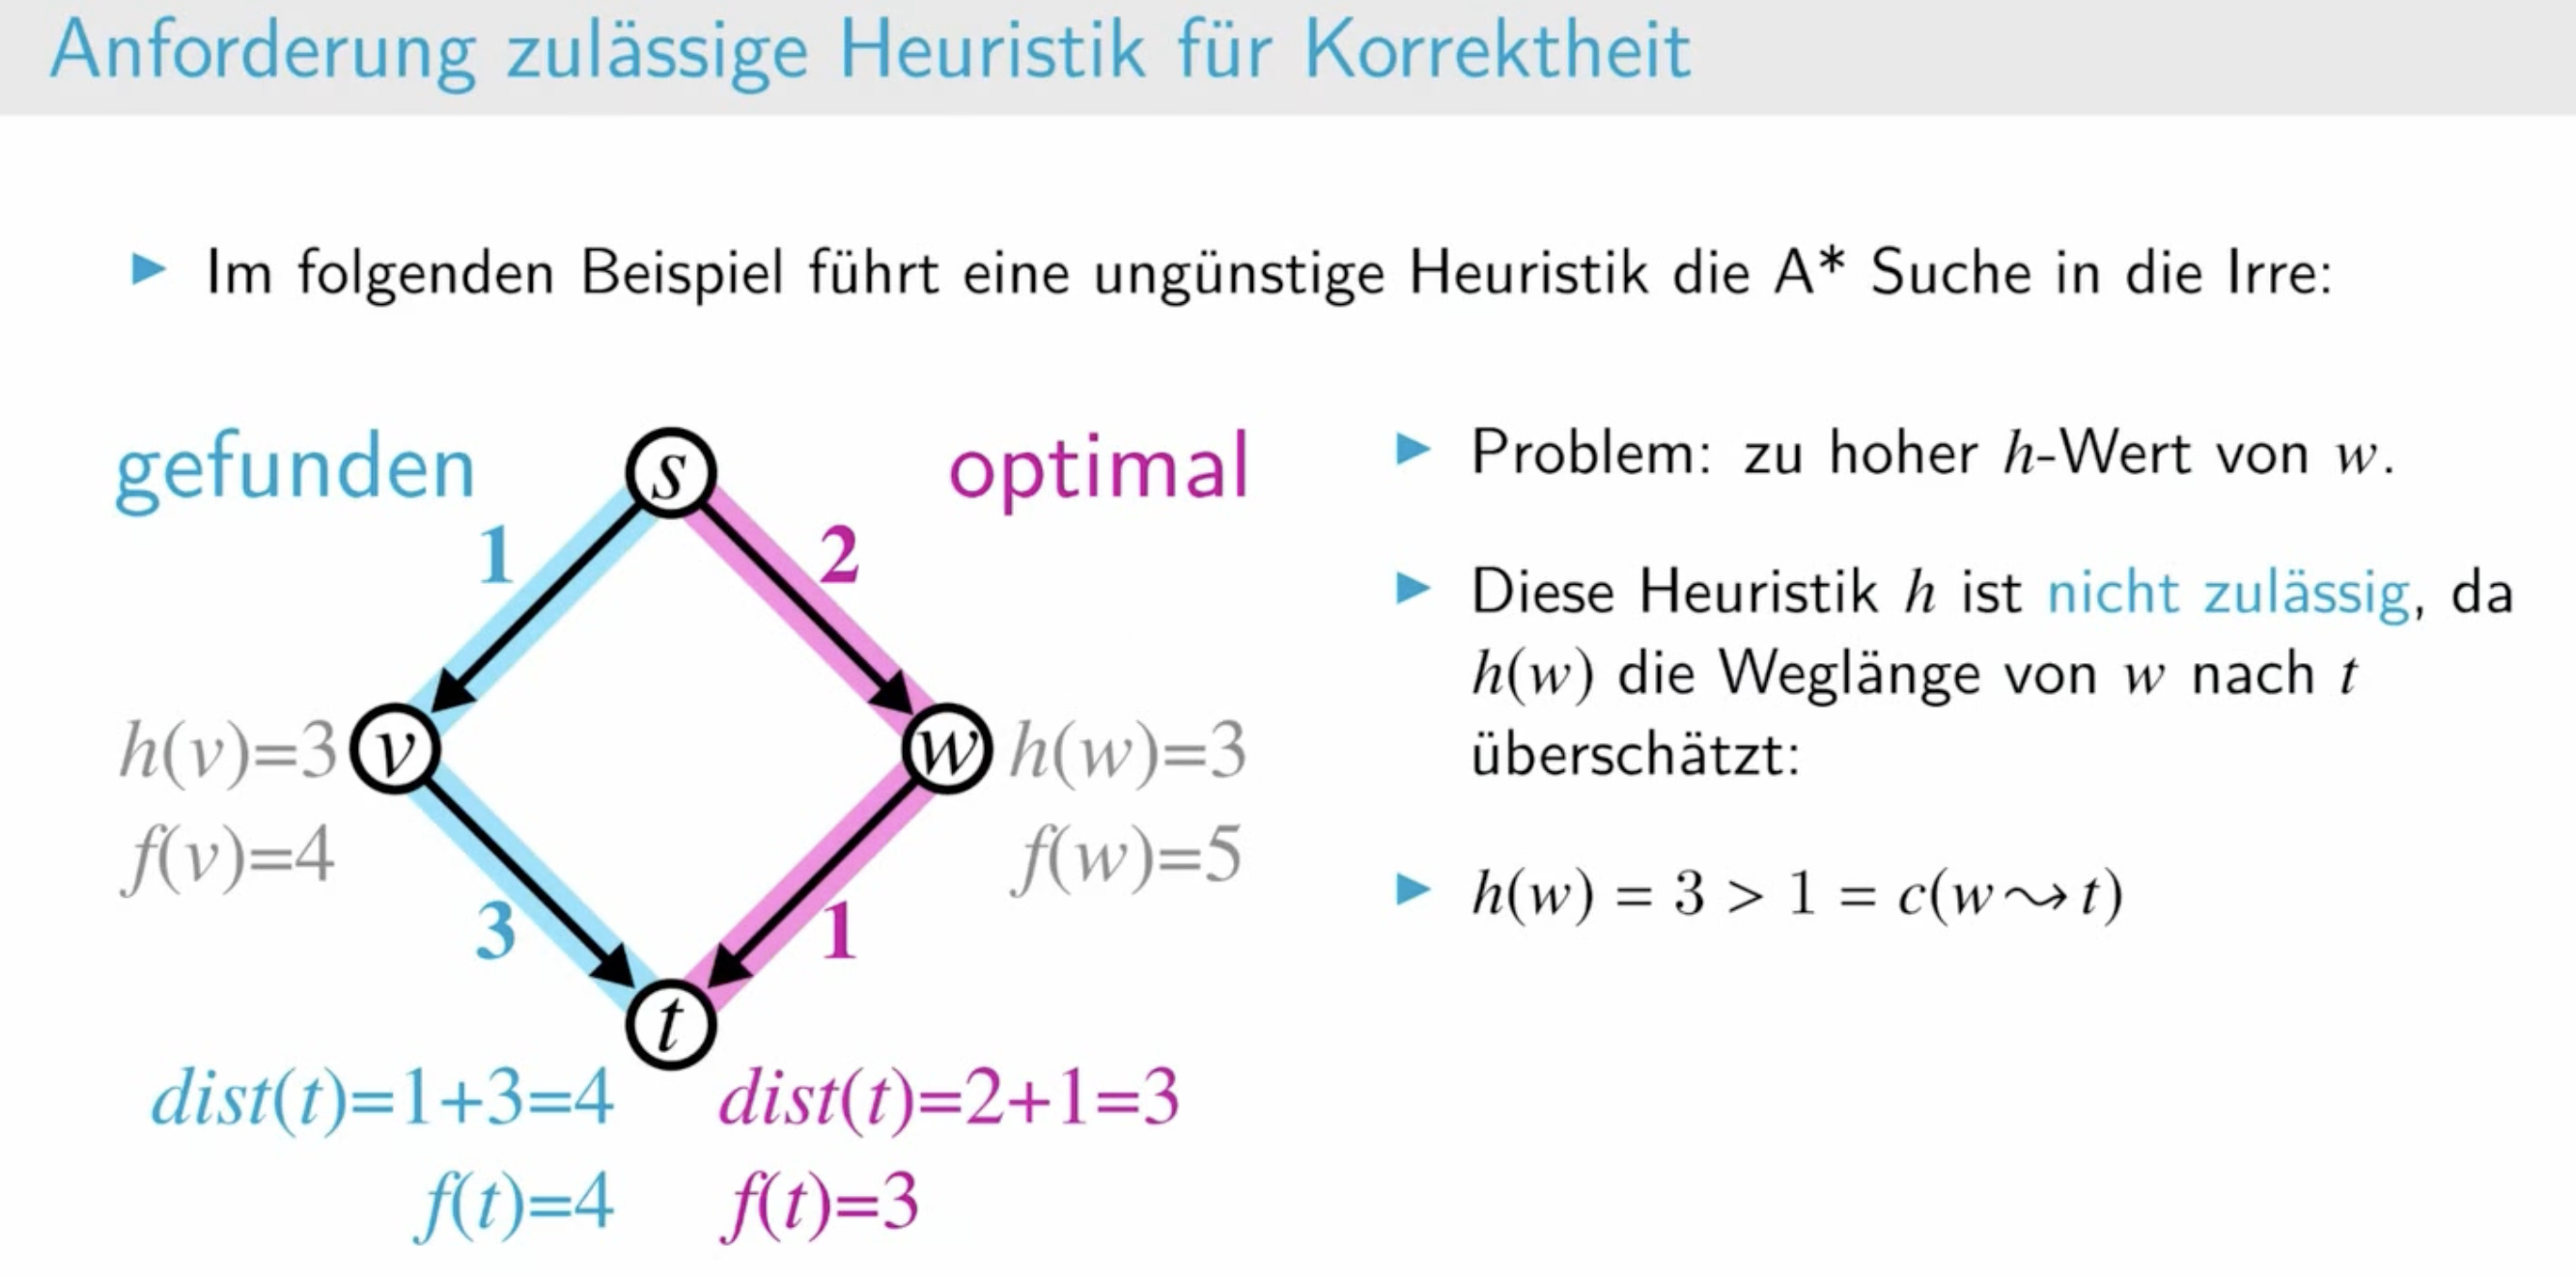 Anforderung zulässige Heuristik für Korrektheit
▶ Im folgenden Beispiel führt eine ungünstige Heuristik die A* Suche in die Irre:
gefunden
s
optimal
1
2
h(v)=3
v
w
h(w)=3
f(v)=4
f(w)=5
3
1
t
dist(t)=1+3=4
dist(t)=2+1=3
f(t)=4
f(t)=3
▶ Problem: zu hoher h-Wert von w.
▶ Diese Heuristik h ist nicht zulässig, da
h(w) die Weglänge von w nach t
überschätzt:
▶ h(w) = 3 > 1 = c(w⇝t)